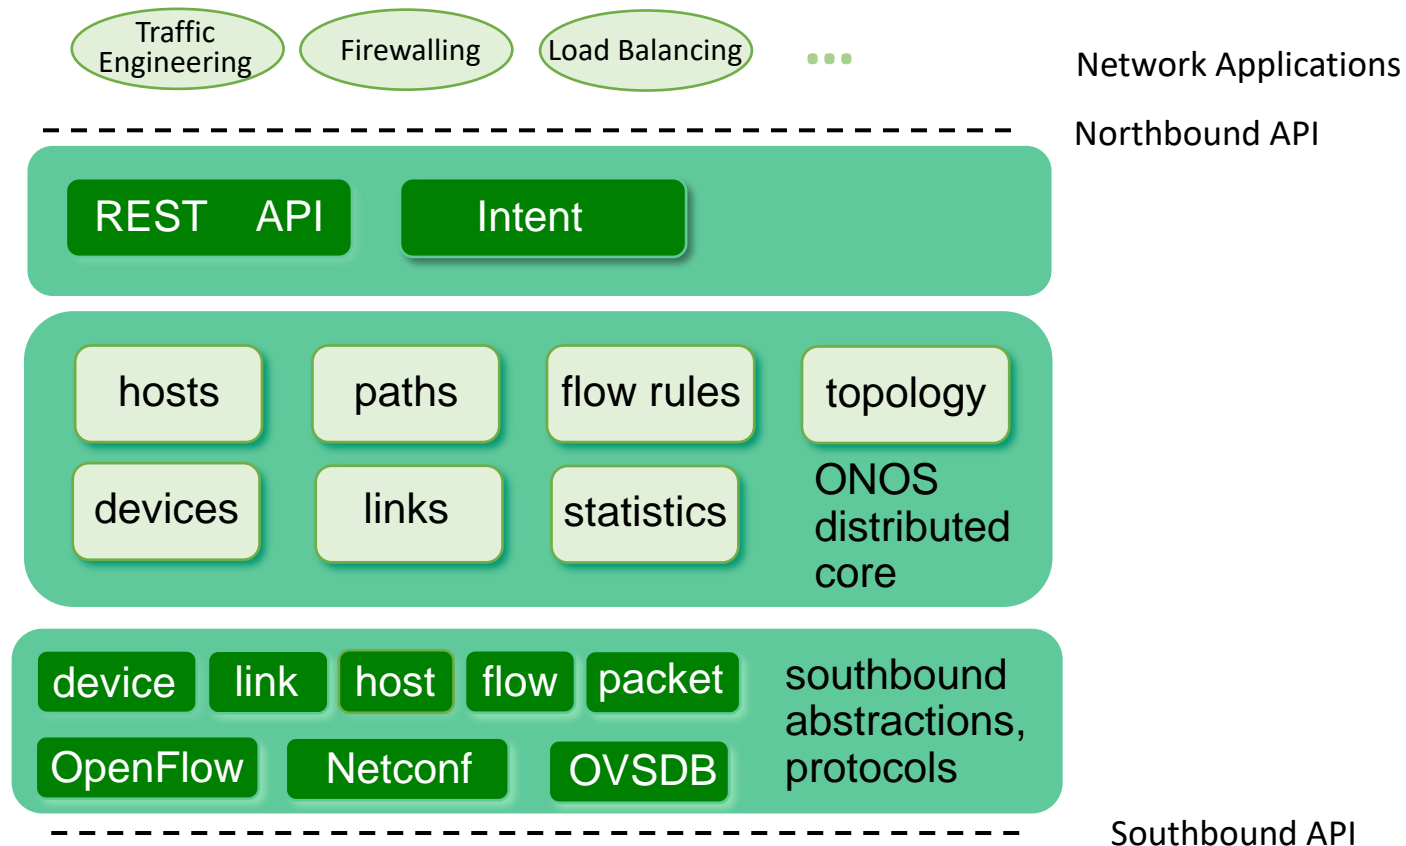 Traffic
Engineering
Firewalling
Load Balancing
...
Network Applications
Northbound API
REST API
Intent
hosts
paths
flow rules
topology
devices
links
statistics
ONOS
distributed
core
device
link
host
flow
packet
southbound
abstractions,
protocols
OpenFlow
Netconf
OVSDB
Southbound API